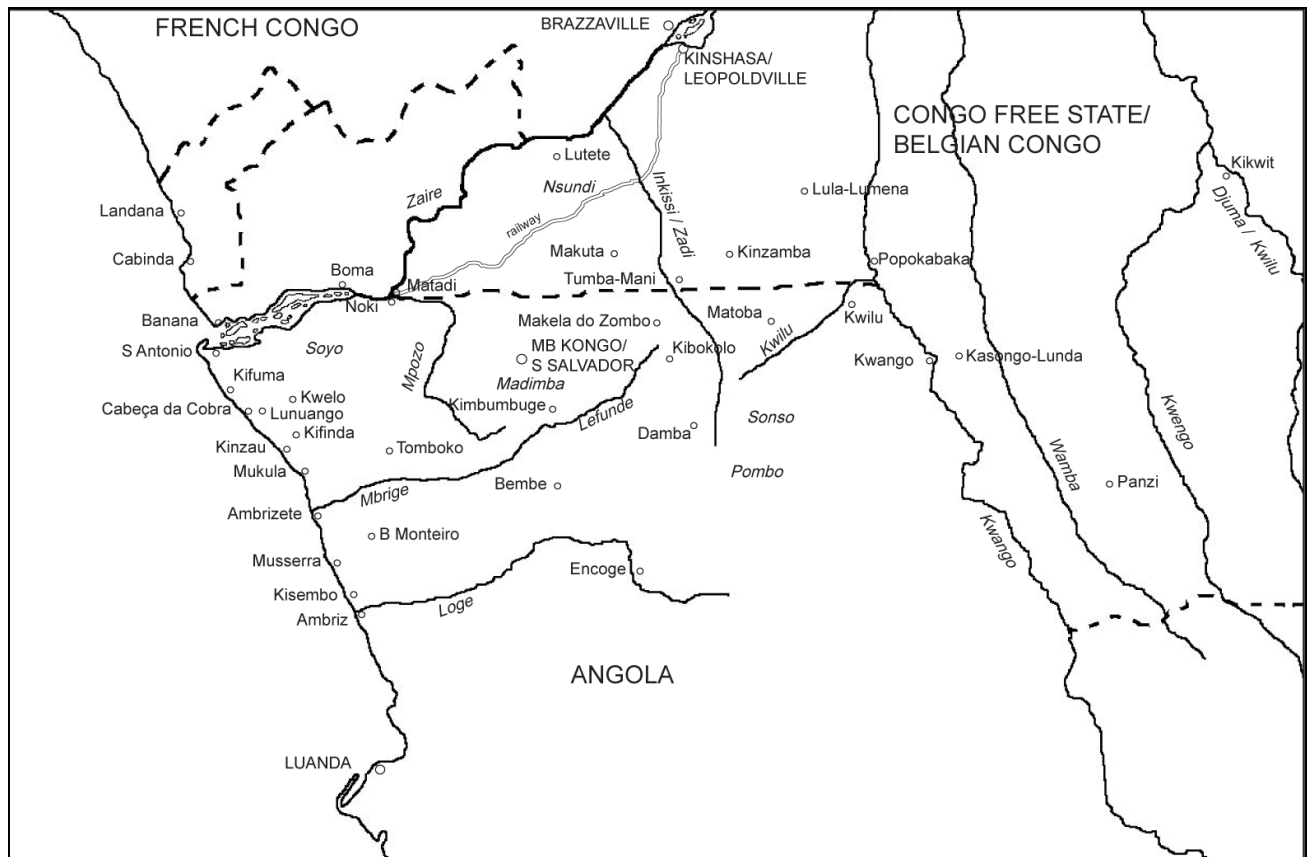 FRENCH CONGO
BRAZZAVILLE
KINSHASA/
LEOPOLDVILLE
CONGO FREE STATE/
BELGIAN CONGO
Lutete
Nsundi
Zaire
railway
Inkissi / Zadi
Lula-Lumena
Kikwit
Djuma / Kwilu
Landana
Cabinda
Makuta
Kinzamba
Popokabaka
Boma
Matadi
Tumba-Mani
Noki
Banana
Makela do Zombo
Matoba
Kwilu
Kwilu
S Antonio
Soyo
Mpozo
MB KONGO/
S SALVADOR
Kibokolo
Kwango
Kasongo-Lunda
Kifuma
Madimba
Kwelo
Cabeça da Cobra
Lunuango
Kimbumbuge
Lefunde
Sonso
Kwengo
Kifinda
Damba
Kinzau
Tomboko
Wamba
Mukula
Pombo
Mbrige
Bembe
Panzi
Ambrizete
B Monteiro
Kwango
Musserra
Encoge
Kisembo
Loge
Ambriz
ANGOLA
LUANDA